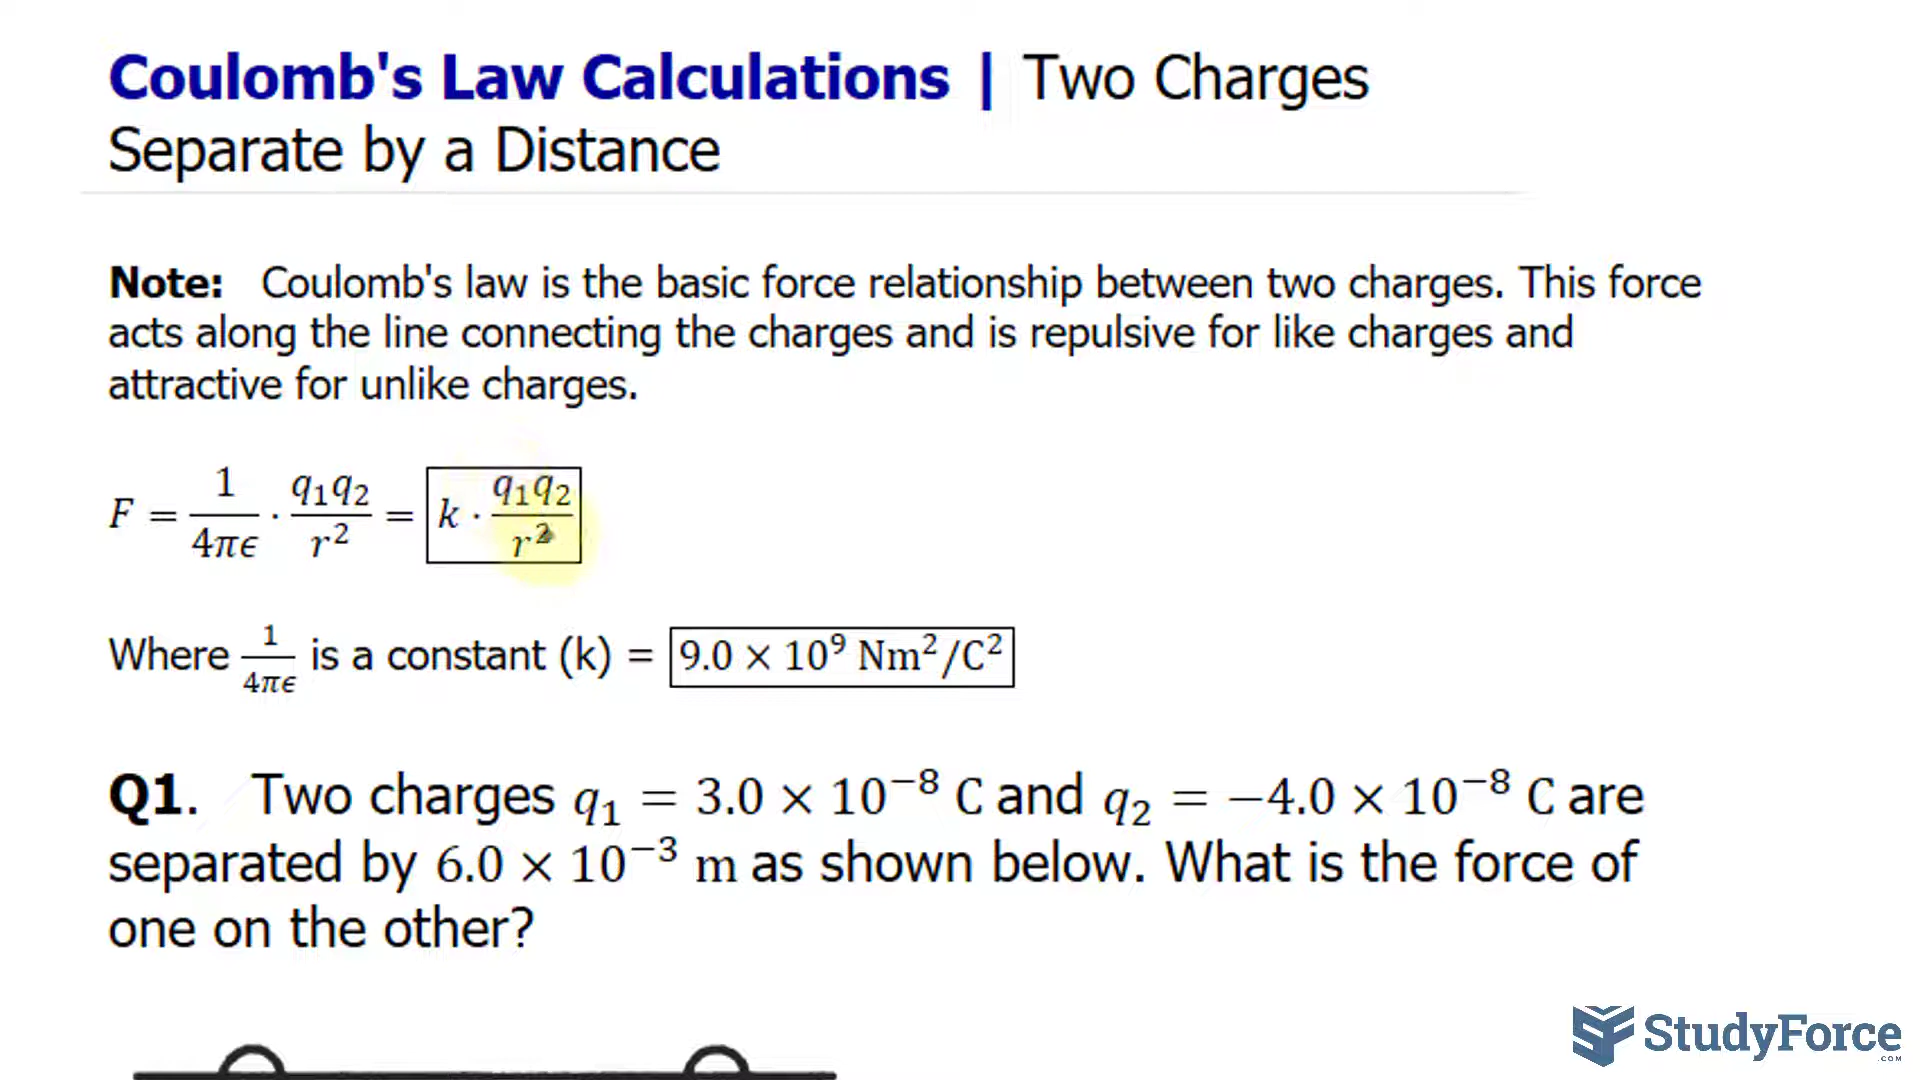 Coulomb's Law Calculations | Two Charges
Separate by a Distance
Note: Coulomb's law is the basic force relationship between two charges. This force
acts along the line connecting the charges and is repulsive for like charges and
attractive for unlike charges.
F = 1/(4πϵ) · q₁q₂/r² = k · q₁q₂/r²
Where 1/(4πϵ) is a constant (k) = 9.0 × 10⁹ Nm²/C²
Q1. Two charges q₁ = 3.0 × 10⁻⁸ C and q₂ = −4.0 × 10⁻⁸ C are
separated by 6.0 × 10⁻³ m as shown below. What is the force of
one on the other?
StudyForce
.COM